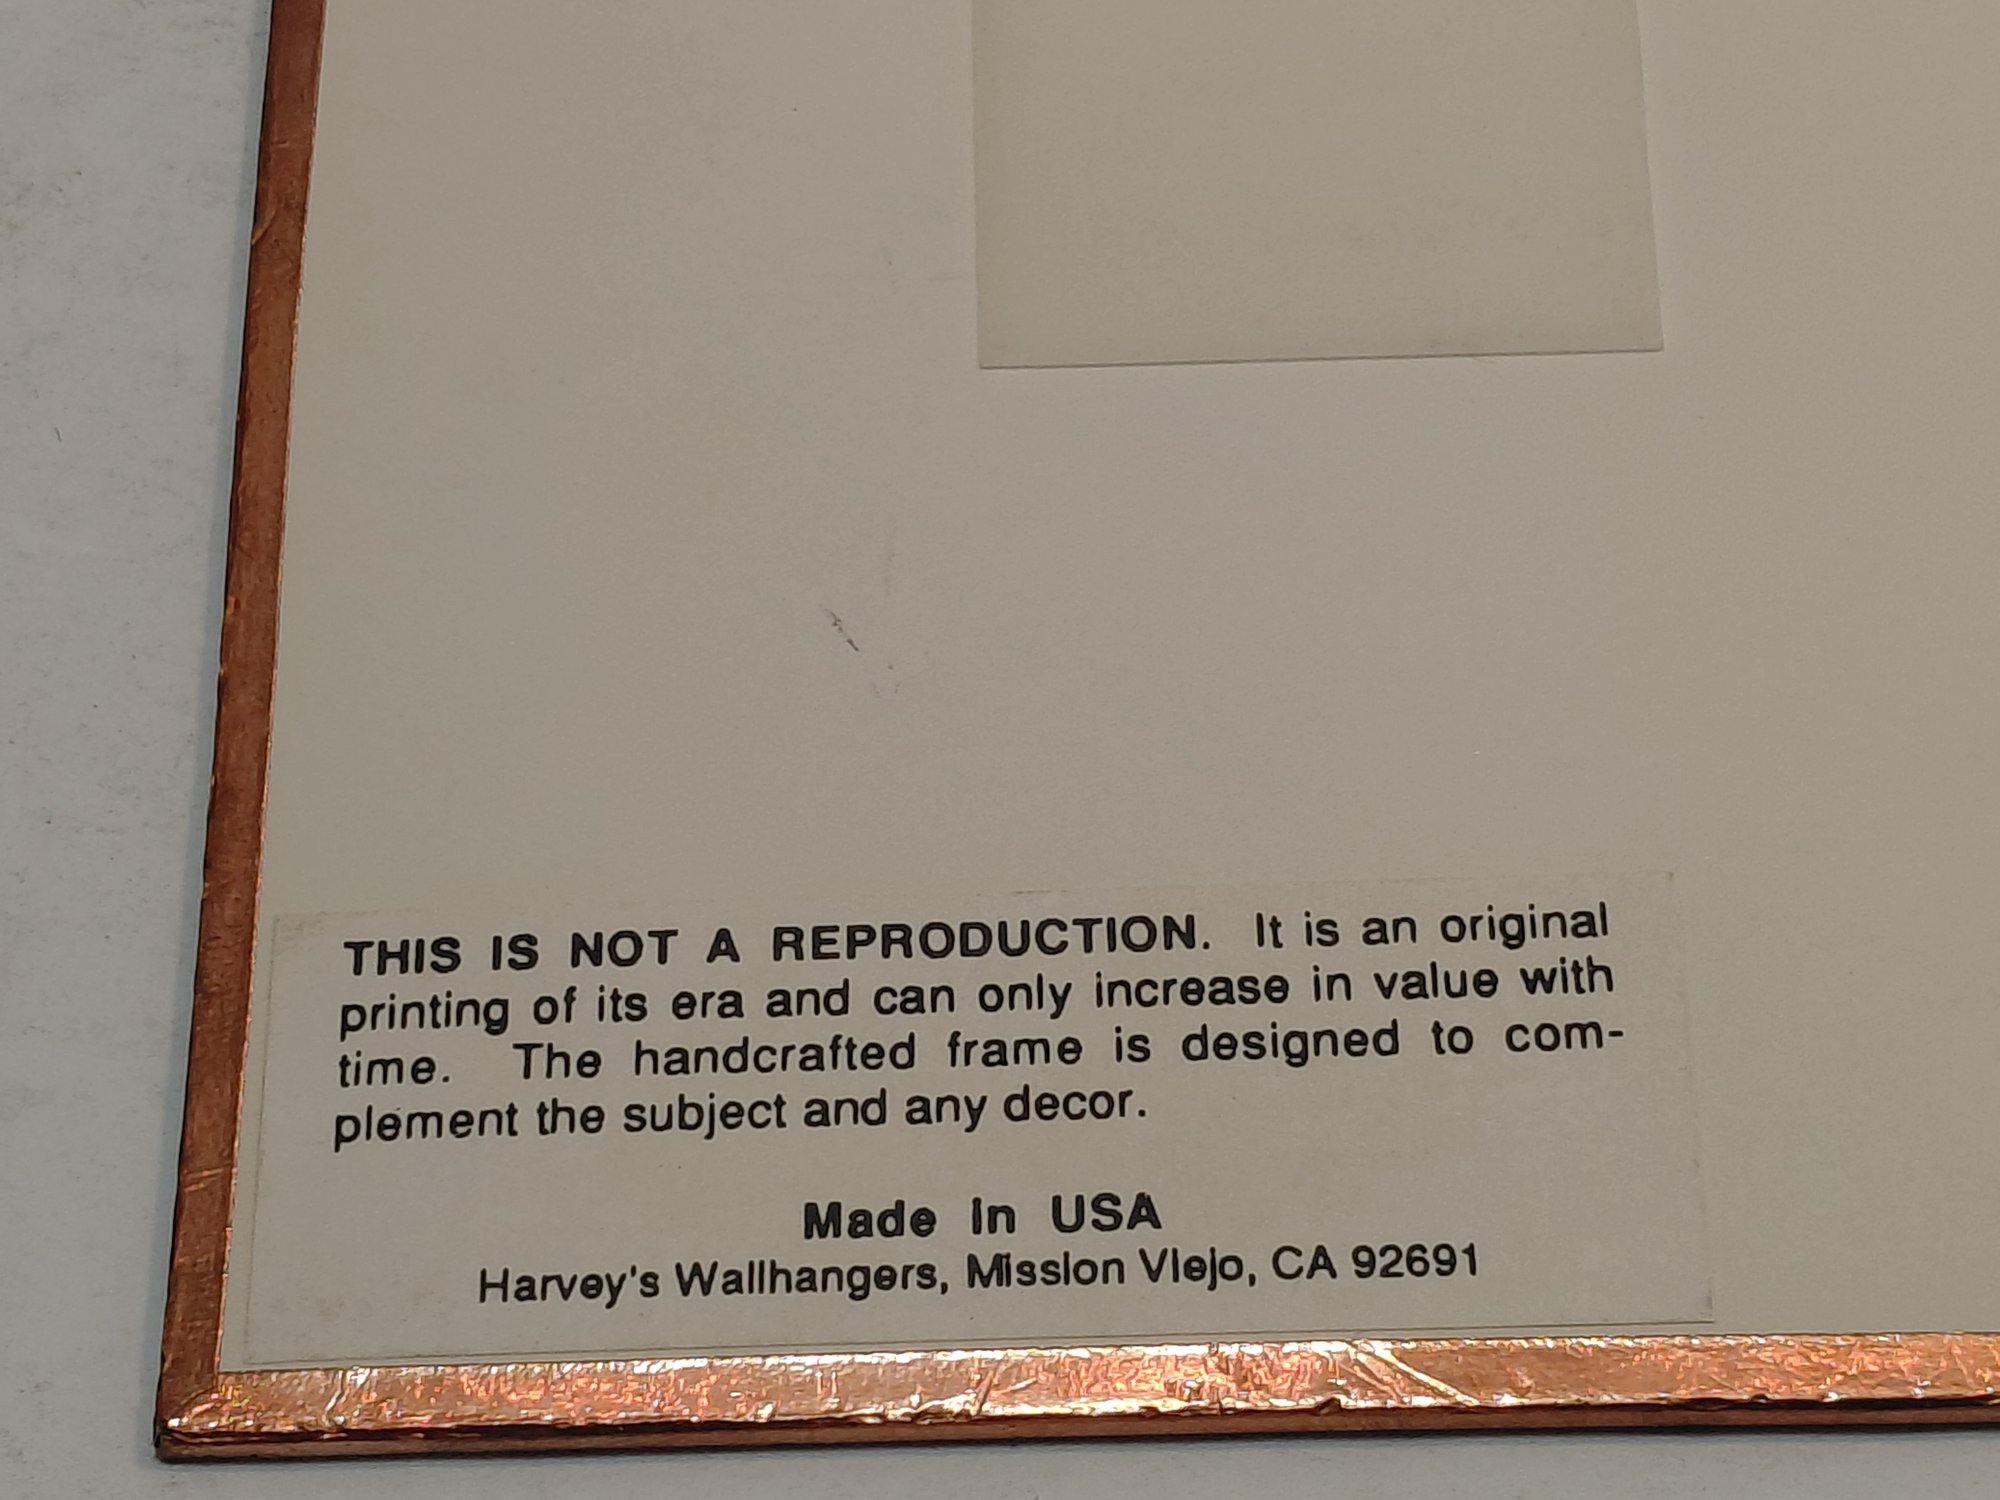 THIS IS NOT A REPRODUCTION. It is an original
printing of its era and can only increase in value with
time. The handcrafted frame is designed to com-
plement the subject and any decor.
Made in USA
Harvey's Wallhangers, Mission Viejo, CA 92691